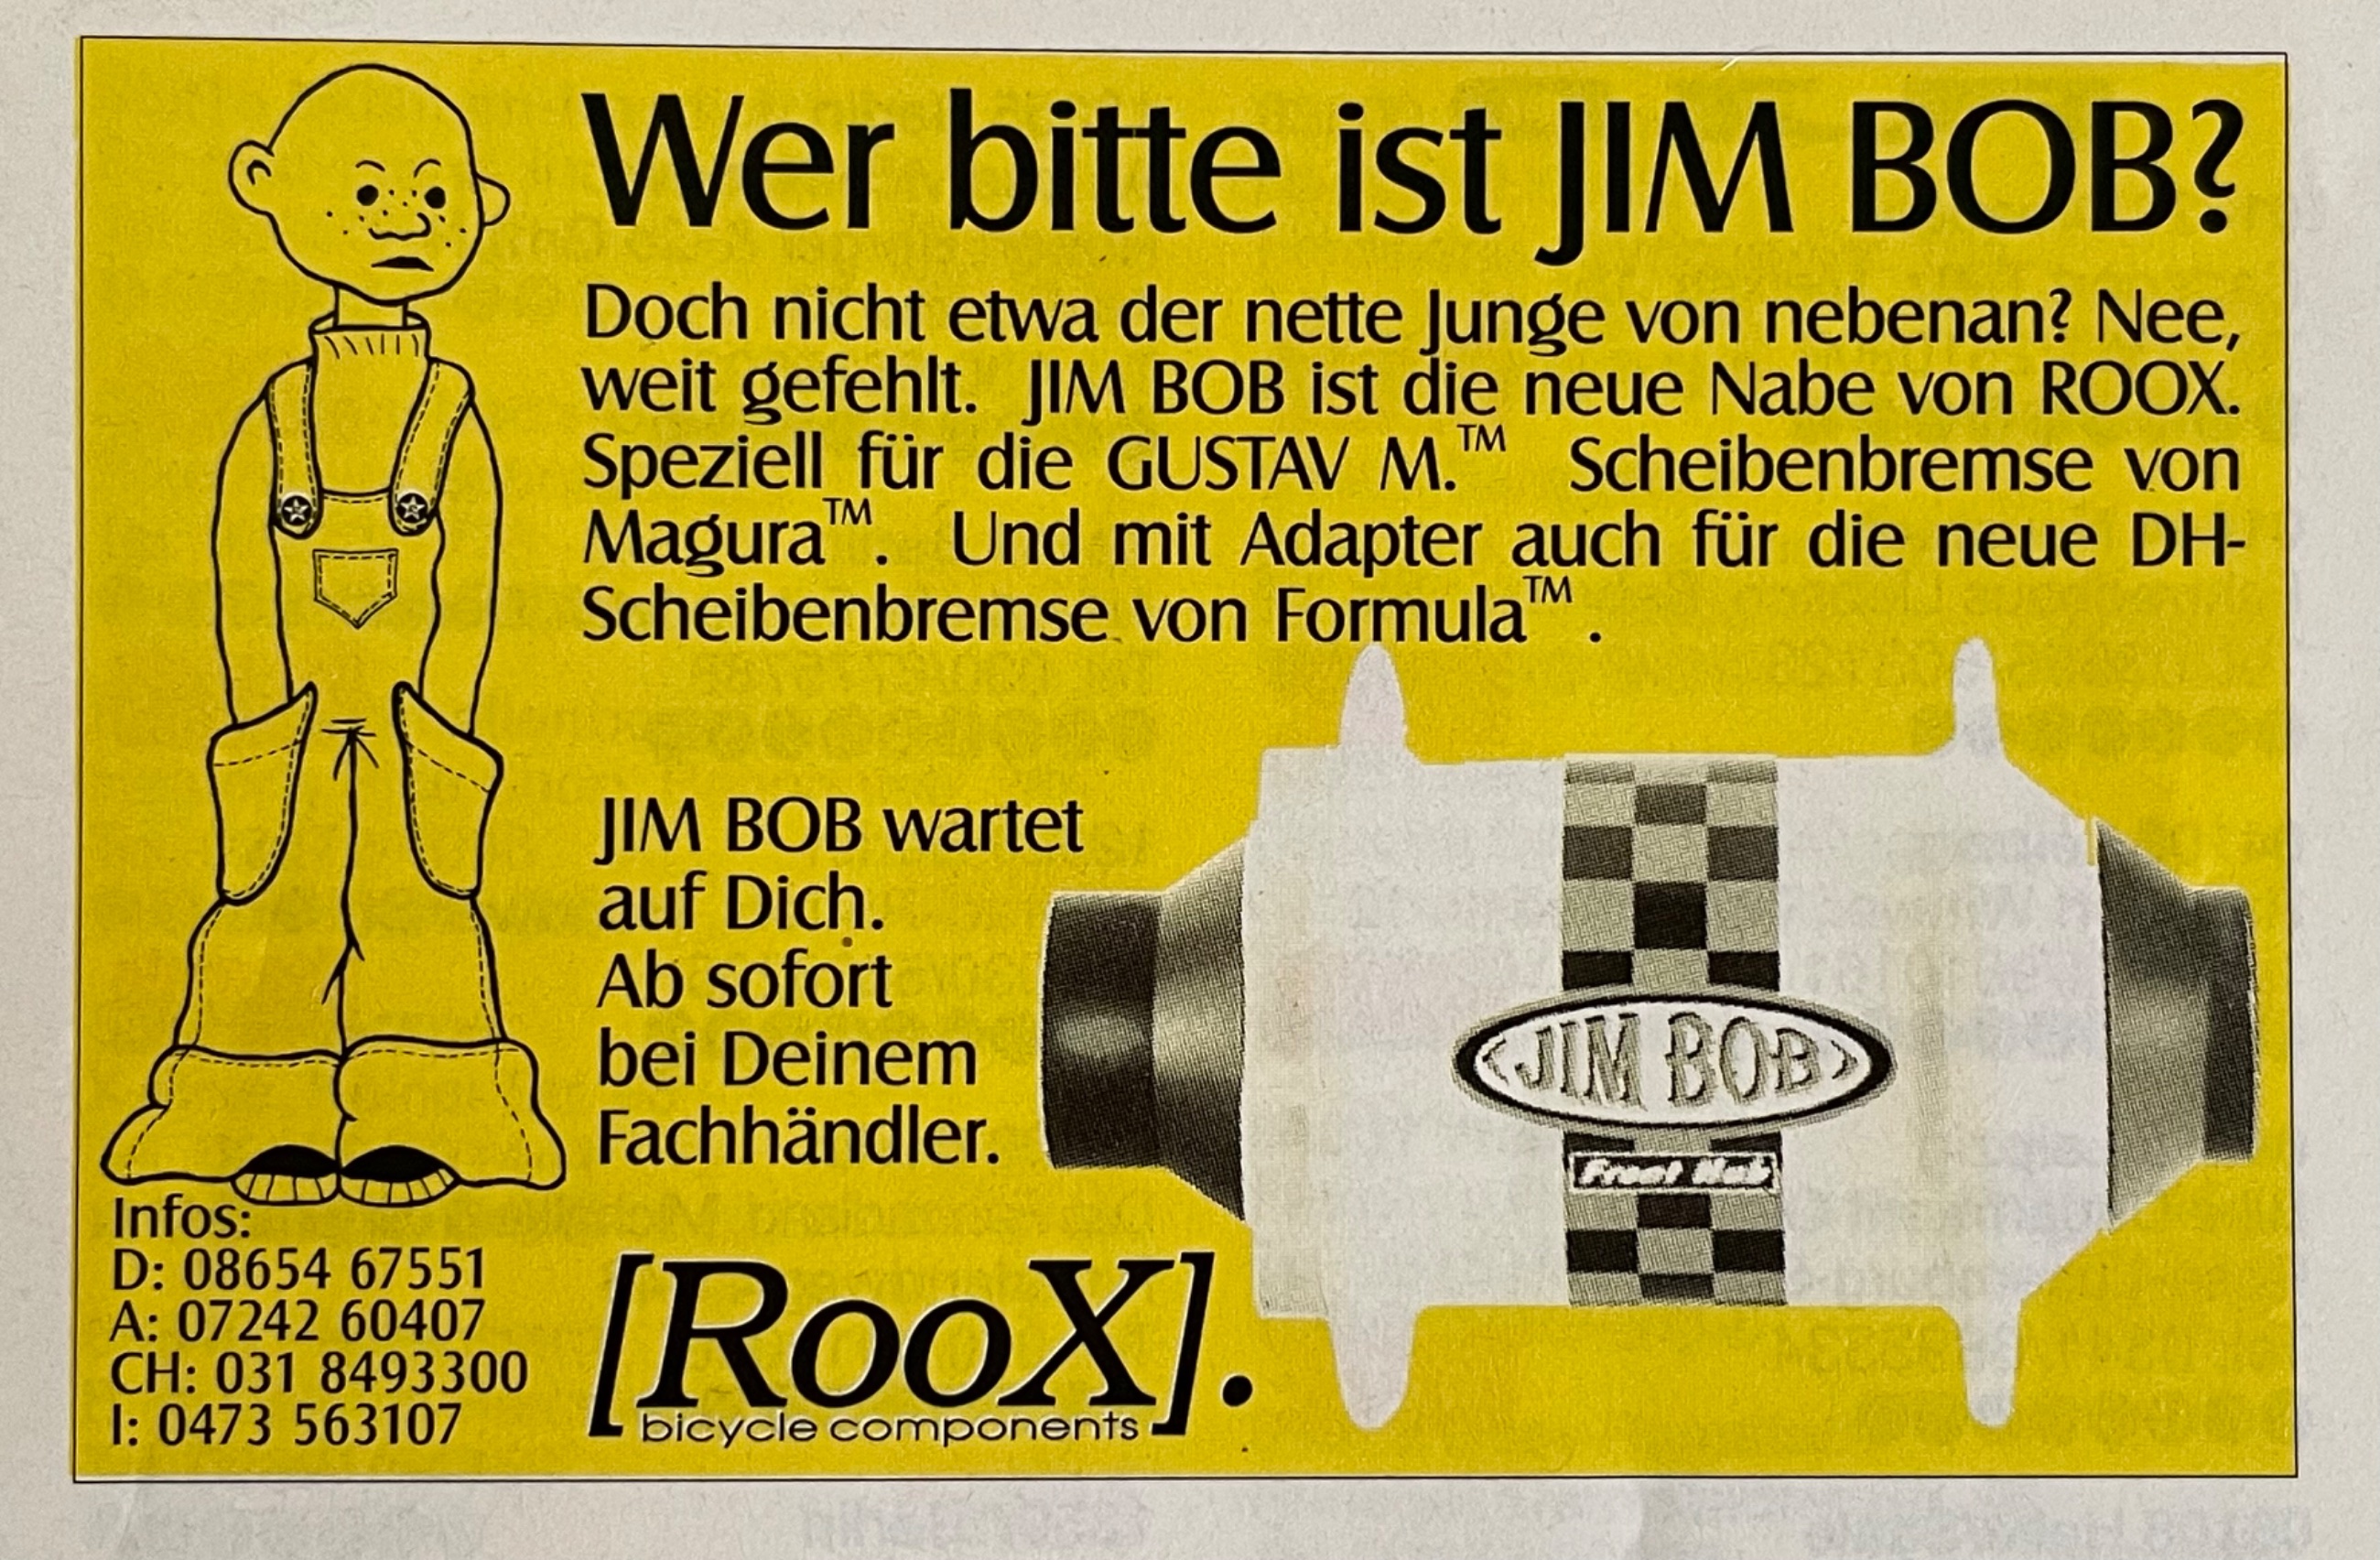 Wer bitte ist JIM BOB?
Doch nicht etwa der nette Junge von nebenan? Nee,
weit gefehlt. JIM BOB ist die neue Nabe von ROOX.
Speziell für die GUSTAV M.™ Scheibenbremse von
Magura™. Und mit Adapter auch für die neue DH-
Scheibenbremse von Formula™.
JIM BOB wartet
auf Dich.
Ab sofort
bei Deinem
Fachhändler.
<JIM BOB>
Front Hub
Infos:
D: 08654 67551
A: 07242 60407
CH: 031 8493300
I: 0473 563107
[RooX].
bicycle components